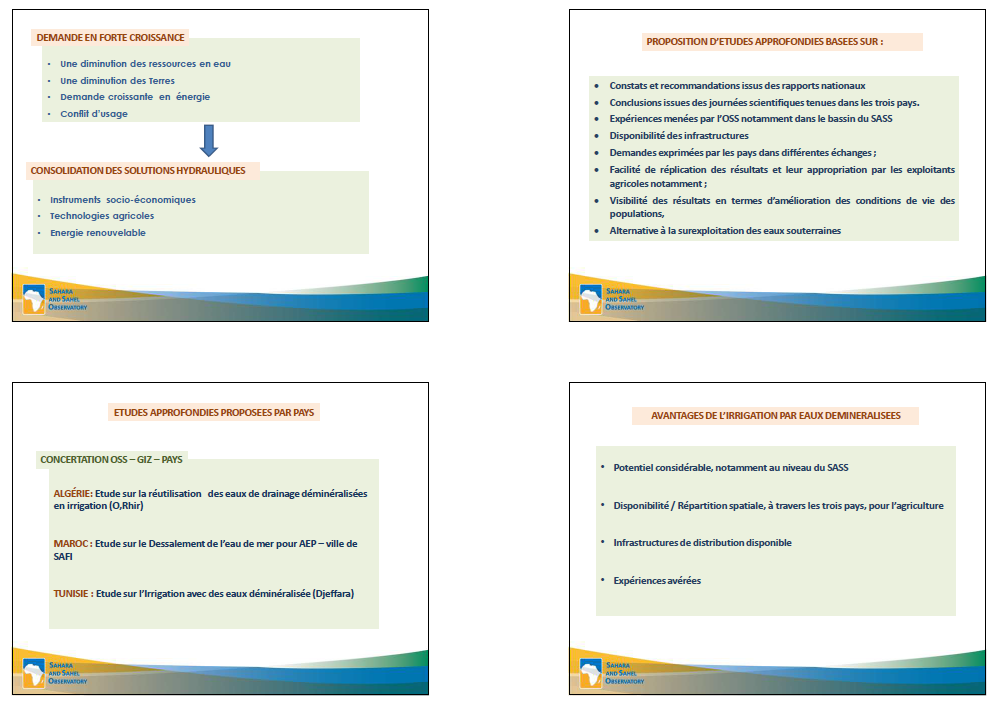 DEMANDE EN FORTE CROISSANCE
• Une diminution des ressources en eau
• Une diminution des Terres
• Demande croissante en énergie
• Conflit d'usage
CONSOLIDATION DES SOLUTIONS HYDRAULIQUES
• Instruments socio-économiques
• Technologies agricoles
• Energie renouvelable
SAHARA
AND SAHEL
OBSERVATORY
PROPOSITION D'ETUDES APPROFONDIES BASEES SUR :
• Constats et recommandations issus des rapports nationaux
• Conclusions issues des journées scientifiques tenues dans les trois pays.
• Expériences menées par l'OSS notamment dans le bassin du SASS
• Disponibilité des infrastructures
• Demandes exprimées par les pays dans différentes échanges ;
• Facilité de réplication des résultats et leur appropriation par les exploitants
agricoles notamment ;
• Visibilité des résultats en termes d'amélioration des conditions de vie des
populations,
• Alternative à la surexploitation des eaux souterraines
SAHARA
AND SAHEL
OBSERVATORY
ETUDES APPROFONDIES PROPOSEES PAR PAYS
CONCERTATION OSS – GIZ – PAYS
ALGÉRIE: Etude sur la réutilisation des eaux de drainage déminéralisées
en irrigation (O,Rhir)
MAROC : Etude sur le Dessalement de l'eau de mer pour AEP – ville de
SAFI
TUNISIE : Etude sur l'Irrigation avec des eaux déminéralisée (Djeffara)
SAHARA
AND SAHEL
OBSERVATORY
AVANTAGES DE L'IRRIGATION PAR EAUX DEMINERALISEES
• Potentiel considérable, notamment au niveau du SASS
• Disponibilité / Répartition spatiale, à travers les trois pays, pour l'agriculture
• Infrastructures de distribution disponible
• Expériences avérées
SAHARA
AND SAHEL
OBSERVATORY